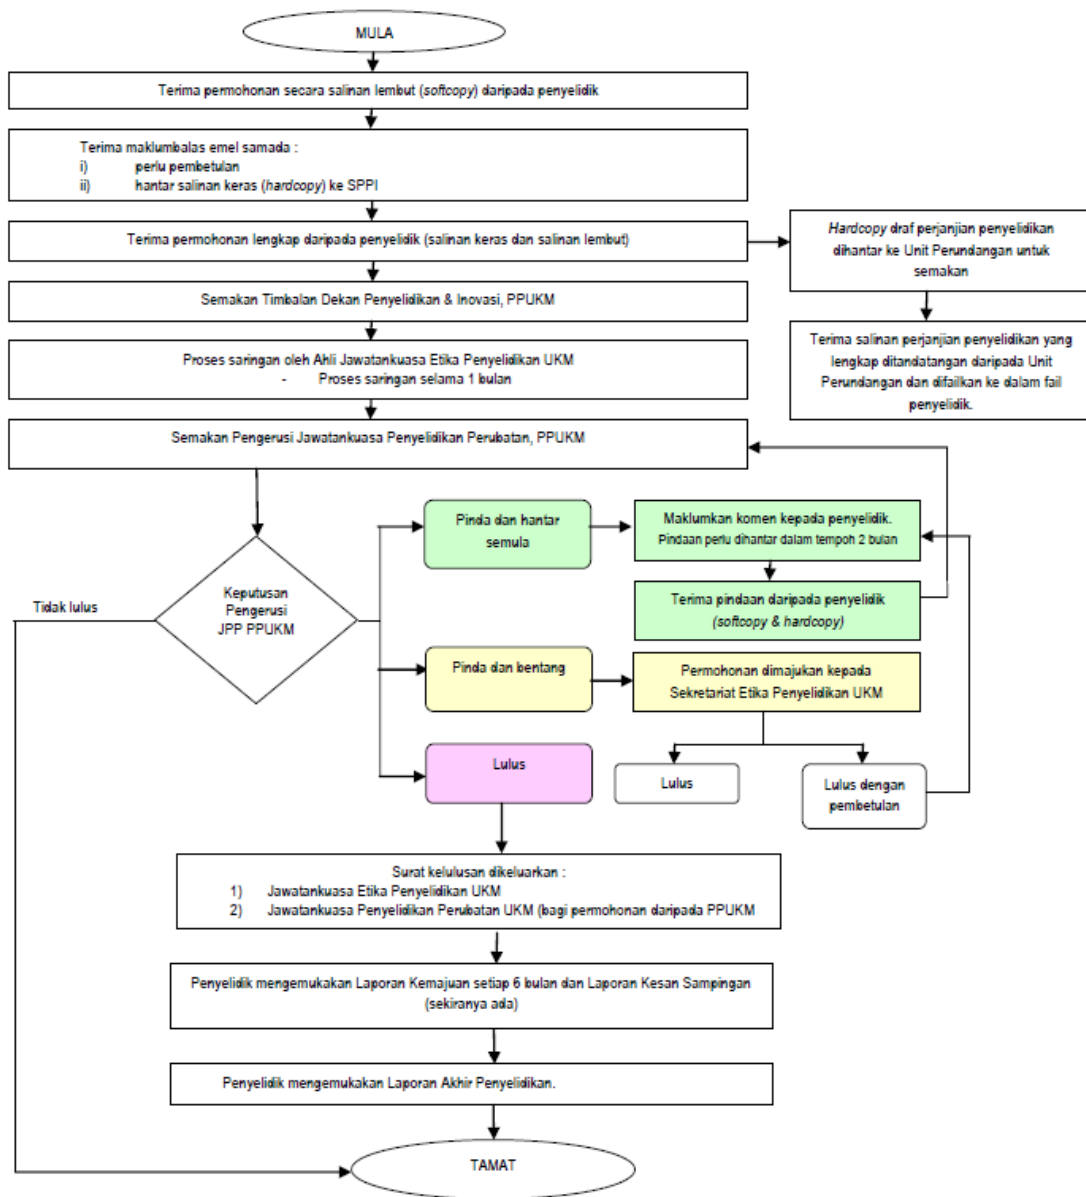 MULA
Terima permohonan secara salinan lembut (softcopy) daripada penyelidik
Terima maklumbalas emel samada :
i) perlu pembetulan
ii) hantar salinan keras (hardcopy) ke SPPI
Terima permohonan lengkap daripada penyelidik (salinan keras dan salinan lembut)
Hardcopy draf perjanjian penyelidikan
dihantar ke Unit Perundangan untuk
semakan
Semakan Timbalan Dekan Penyelidikan & Inovasi, PPUKM
Terima salinan perjanjian penyelidikan yang
lengkap ditandatangan daripada Unit
Perundangan dan difailkan ke dalam fail
penyelidik.
Proses saringan oleh Ahli Jawatankuasa Etika Penyelidikan UKM
- Proses saringan selama 1 bulan
Semakan Pengerusi Jawatankuasa Penyelidikan Perubatan, PPUKM
Pinda dan hantar
semula
Maklumkan komen kepada penyelidik.
Pindaan perlu dihantar dalam tempoh 2 bulan
Tidak lulus
Keputusan
Pengerusi
JPP PPUKM
Terima pindaan daripada penyelidik
(softcopy & hardcopy)
Pinda dan bentang
Permohonan dimajukan kepada
Sekretariat Etika Penyelidikan UKM
Lulus
Lulus
Lulus dengan
pembetulan
Surat kelulusan dikeluarkan :
1) Jawatankuasa Etika Penyelidikan UKM
2) Jawatankuasa Penyelidikan Perubatan UKM (bagi permohonan daripada PPUKM
Penyelidik mengemukakan Laporan Kemajuan setiap 6 bulan dan Laporan Kesan Sampingan
(sekiranya ada)
Penyelidik mengemukakan Laporan Akhir Penyelidikan.
TAMAT